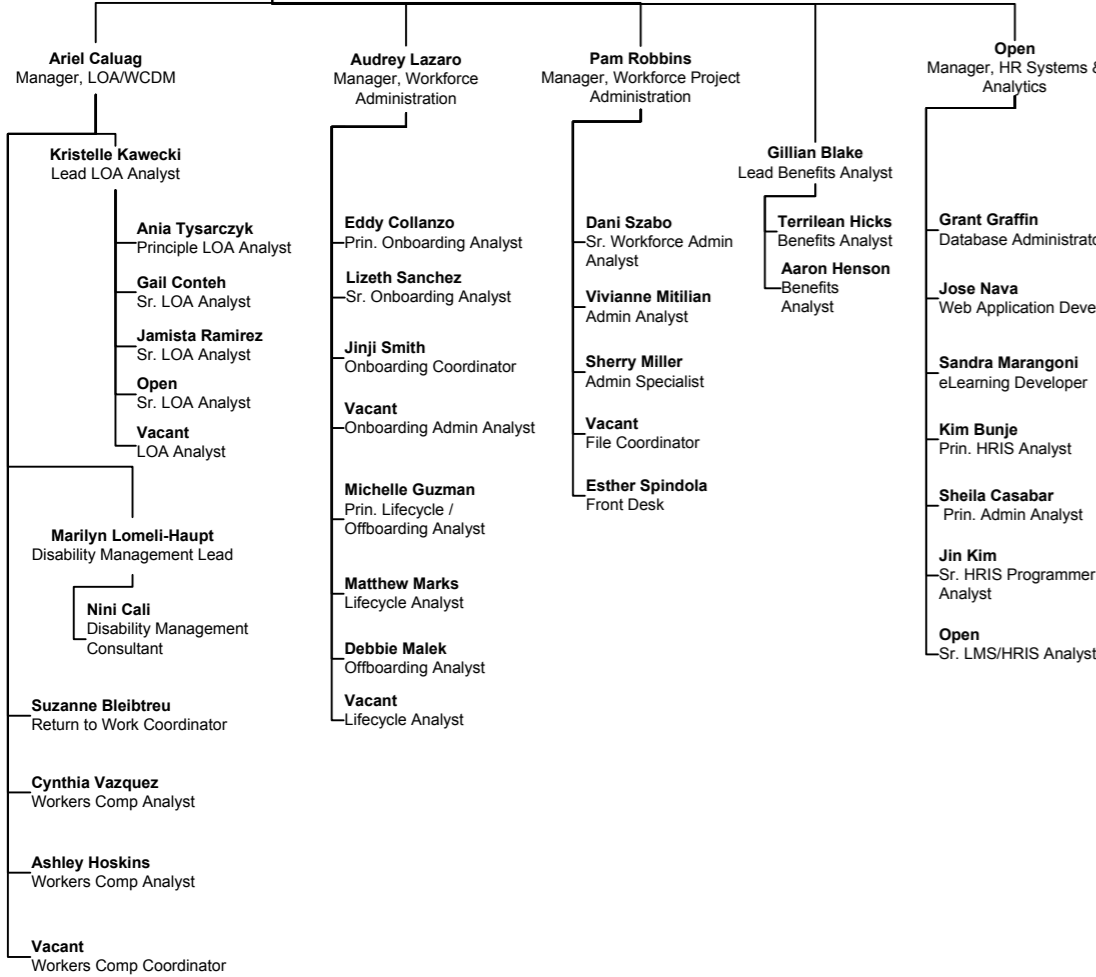 Ariel Caluag
Manager, LOA/WCDM
Kristelle Kawecki
Lead LOA Analyst
Ania Tysarczyk
Principle LOA Analyst
Gail Conteh
Sr. LOA Analyst
Jamista Ramirez
Sr. LOA Analyst
Open
Sr. LOA Analyst
Vacant
LOA Analyst
Marilyn Lomeli-Haupt
Disability Management Lead
Nini Cali
Disability Management
Consultant
Suzanne Bleibtreu
Return to Work Coordinator
Cynthia Vazquez
Workers Comp Analyst
Ashley Hoskins
Workers Comp Analyst
Vacant
Workers Comp Coordinator
Audrey Lazaro
Manager, Workforce
Administration
Eddy Collanzo
Prin. Onboarding Analyst
Lizeth Sanchez
Sr. Onboarding Analyst
Jinji Smith
Onboarding Coordinator
Vacant
Onboarding Admin Analyst
Michelle Guzman
Prin. Lifecycle /
Offboarding Analyst
Matthew Marks
Lifecycle Analyst
Debbie Malek
Offboarding Analyst
Vacant
Lifecycle Analyst
Pam Robbins
Manager, Workforce Project
Administration
Dani Szabo
Sr. Workforce Admin
Analyst
Vivianne Mitilian
Admin Analyst
Sherry Miller
Admin Specialist
Vacant
File Coordinator
Esther Spindola
Front Desk
Gillian Blake
Lead Benefits Analyst
Terrilean Hicks
Benefits Analyst
Aaron Henson
Benefits
Analyst
Open
Manager, HR Systems &
Analytics
Grant Graffin
Database Administrato
Jose Nava
Web Application Deve
Sandra Marangoni
eLearning Developer
Kim Bunje
Prin. HRIS Analyst
Sheila Casabar
Prin. Admin Analyst
Jin Kim
Sr. HRIS Programmer
Analyst
Open
Sr. LMS/HRIS Analyst